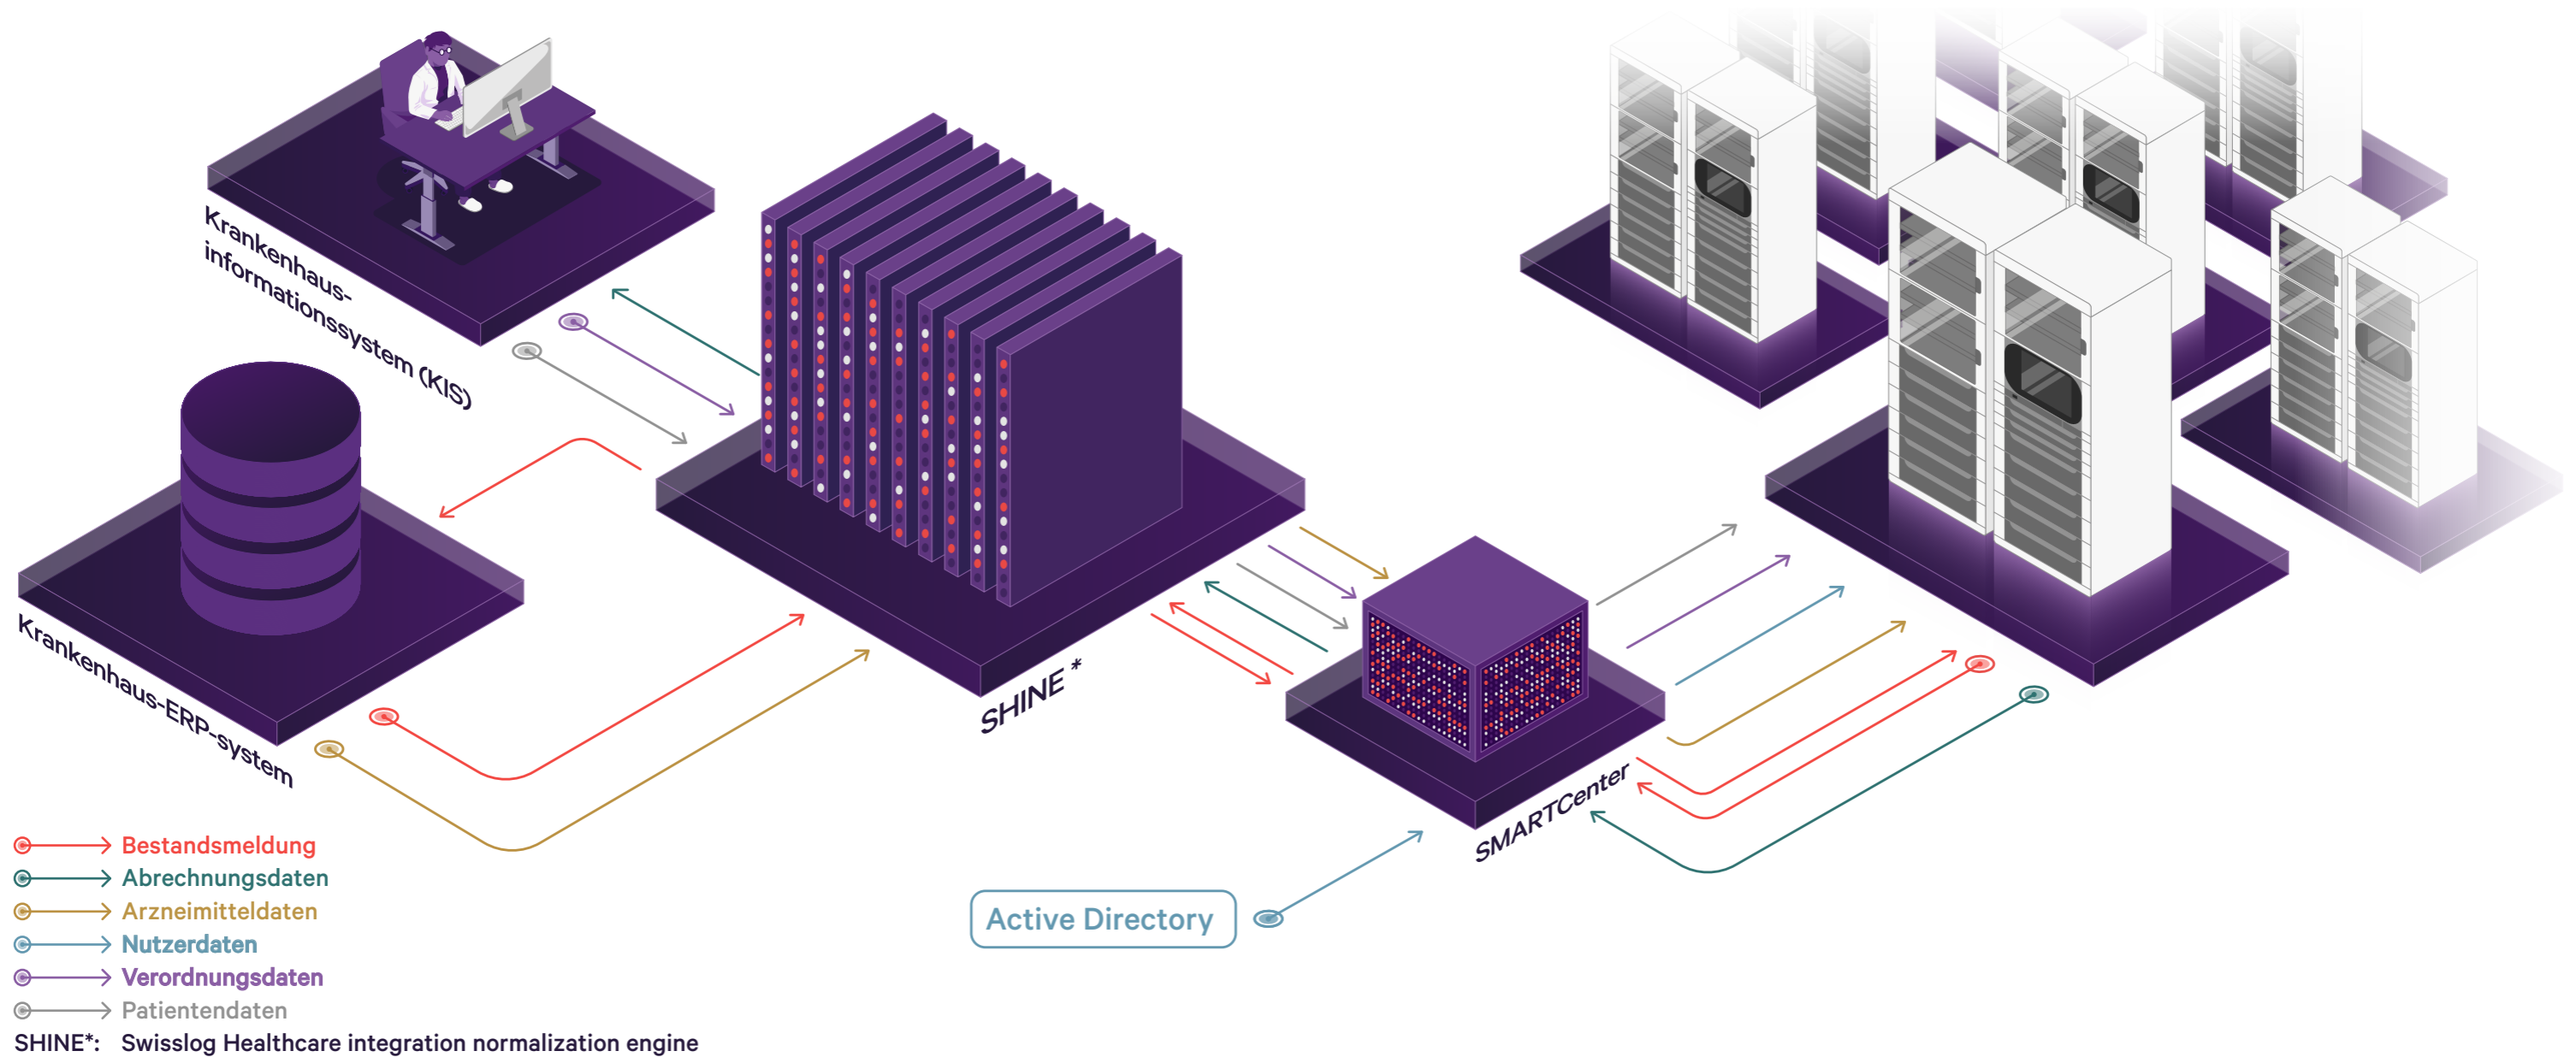 Krankenhaus-
informationssystem (KIS)
Krankenhaus-ERP-system
SHINE *
SMARTCenter
Active Directory
Bestandsmeldung
Abrechnungsdaten
Arzneimitteldaten
Nutzerdaten
Verordnungsdaten
Patientendaten
SHINE*: Swisslog Healthcare integration normalization engine